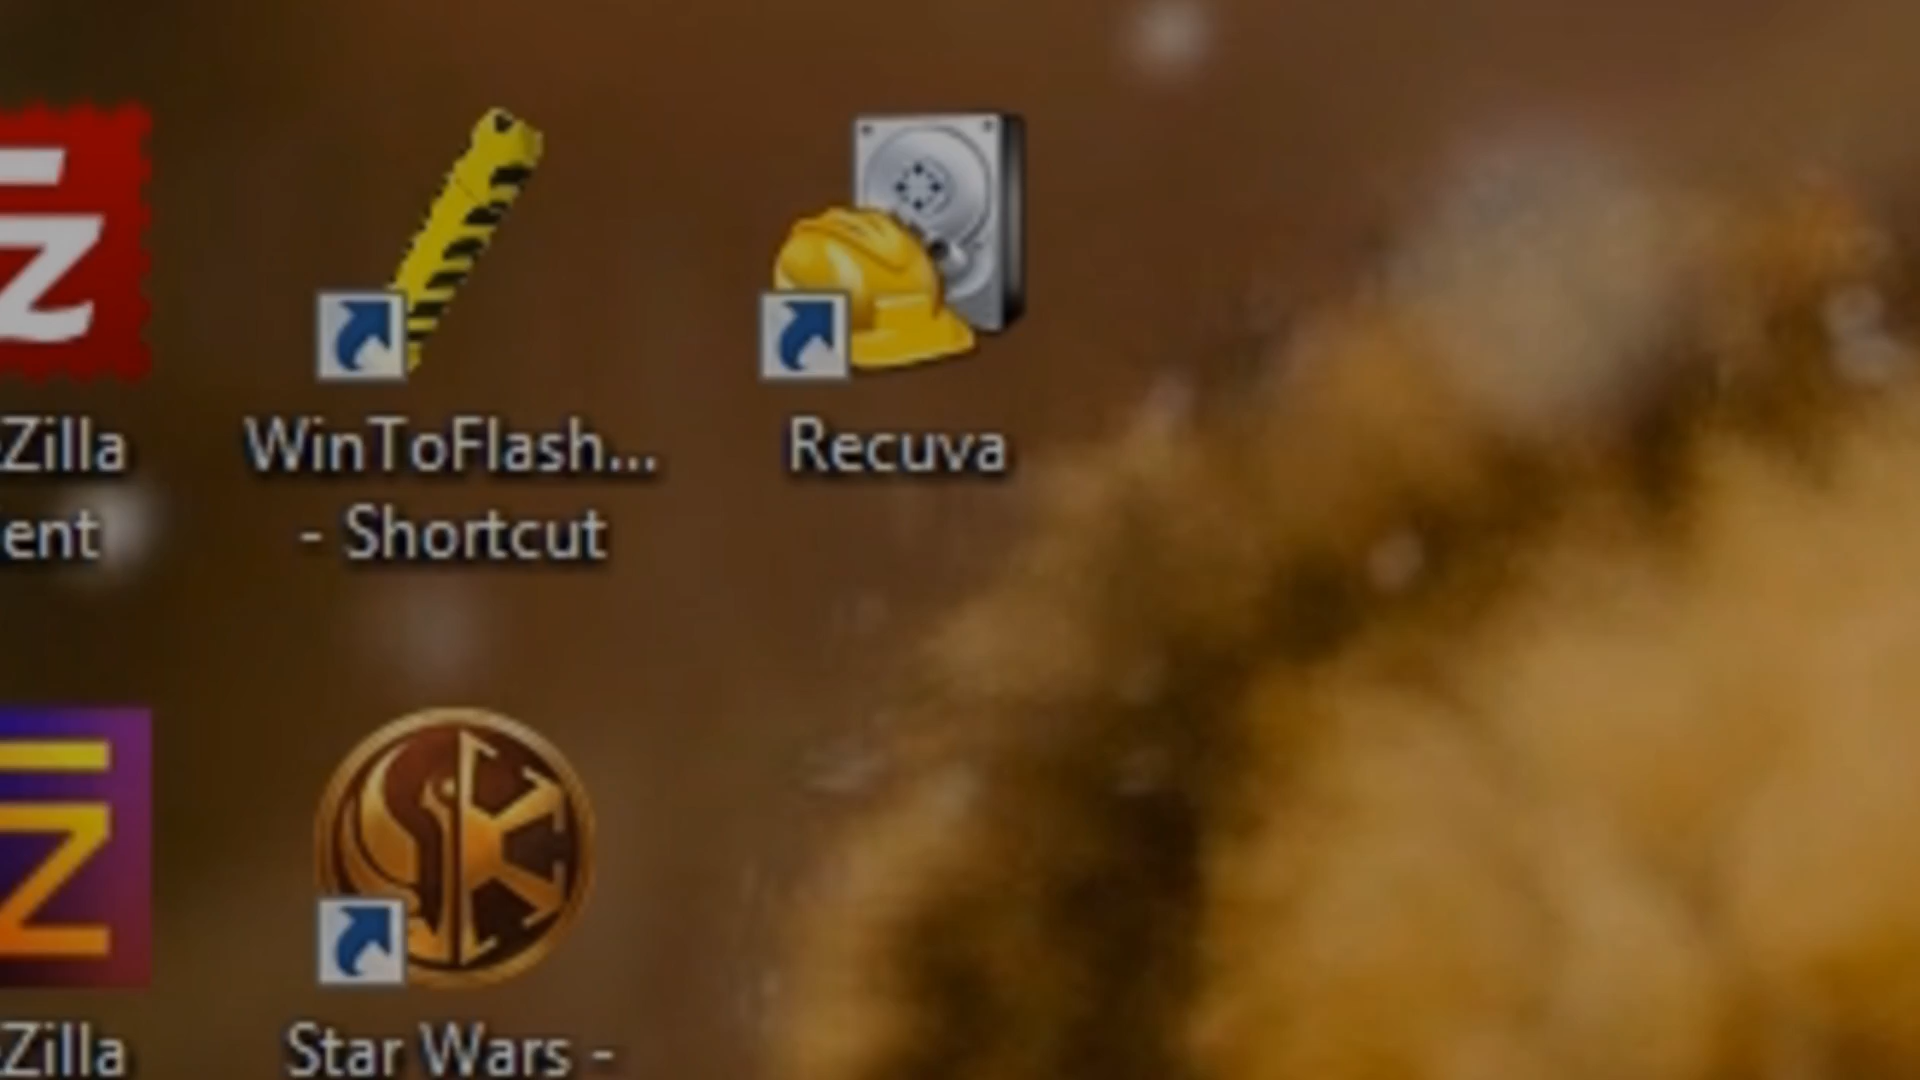 Zilla
ent
WinToFlash...
- Shortcut
Recuva
Zilla
Star Wars -